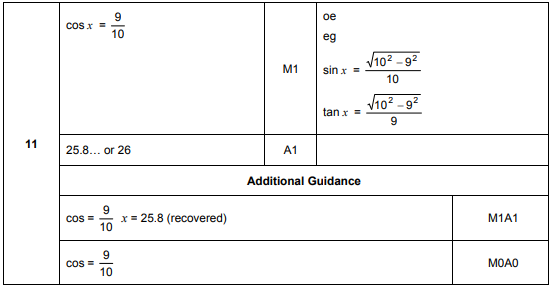 11
cos x = 9/10
M1
oe
eg
sin x = √(10² – 9²)/10
tan x = √(10² – 9²)/9
25.8... or 26
A1
Additional Guidance
cos = 9/10 x = 25.8 (recovered)
M1A1
cos = 9/10
M0A0